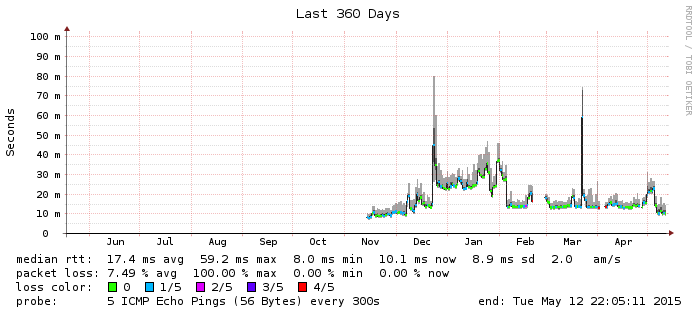 Last 360 Days
RRDTOOL / TOBI OETIKER
Seconds
100 m
90 m
80 m
70 m
60 m
50 m
40 m
30 m
20 m
10 m
0
Jun Jul Aug Sep Oct Nov Dec Jan Feb Mar Apr
median rtt: 17.4 ms avg 59.2 ms max 8.0 ms min 10.1 ms now 8.9 ms sd 2.0 am/s
packet loss: 7.49 % avg 100.00 % max 0.00 % min 0.00 % now
loss color: 0 1/5 2/5 3/5 4/5
probe: 5 ICMP Echo Pings (56 Bytes) every 300s end: Tue May 12 22:05:11 2015